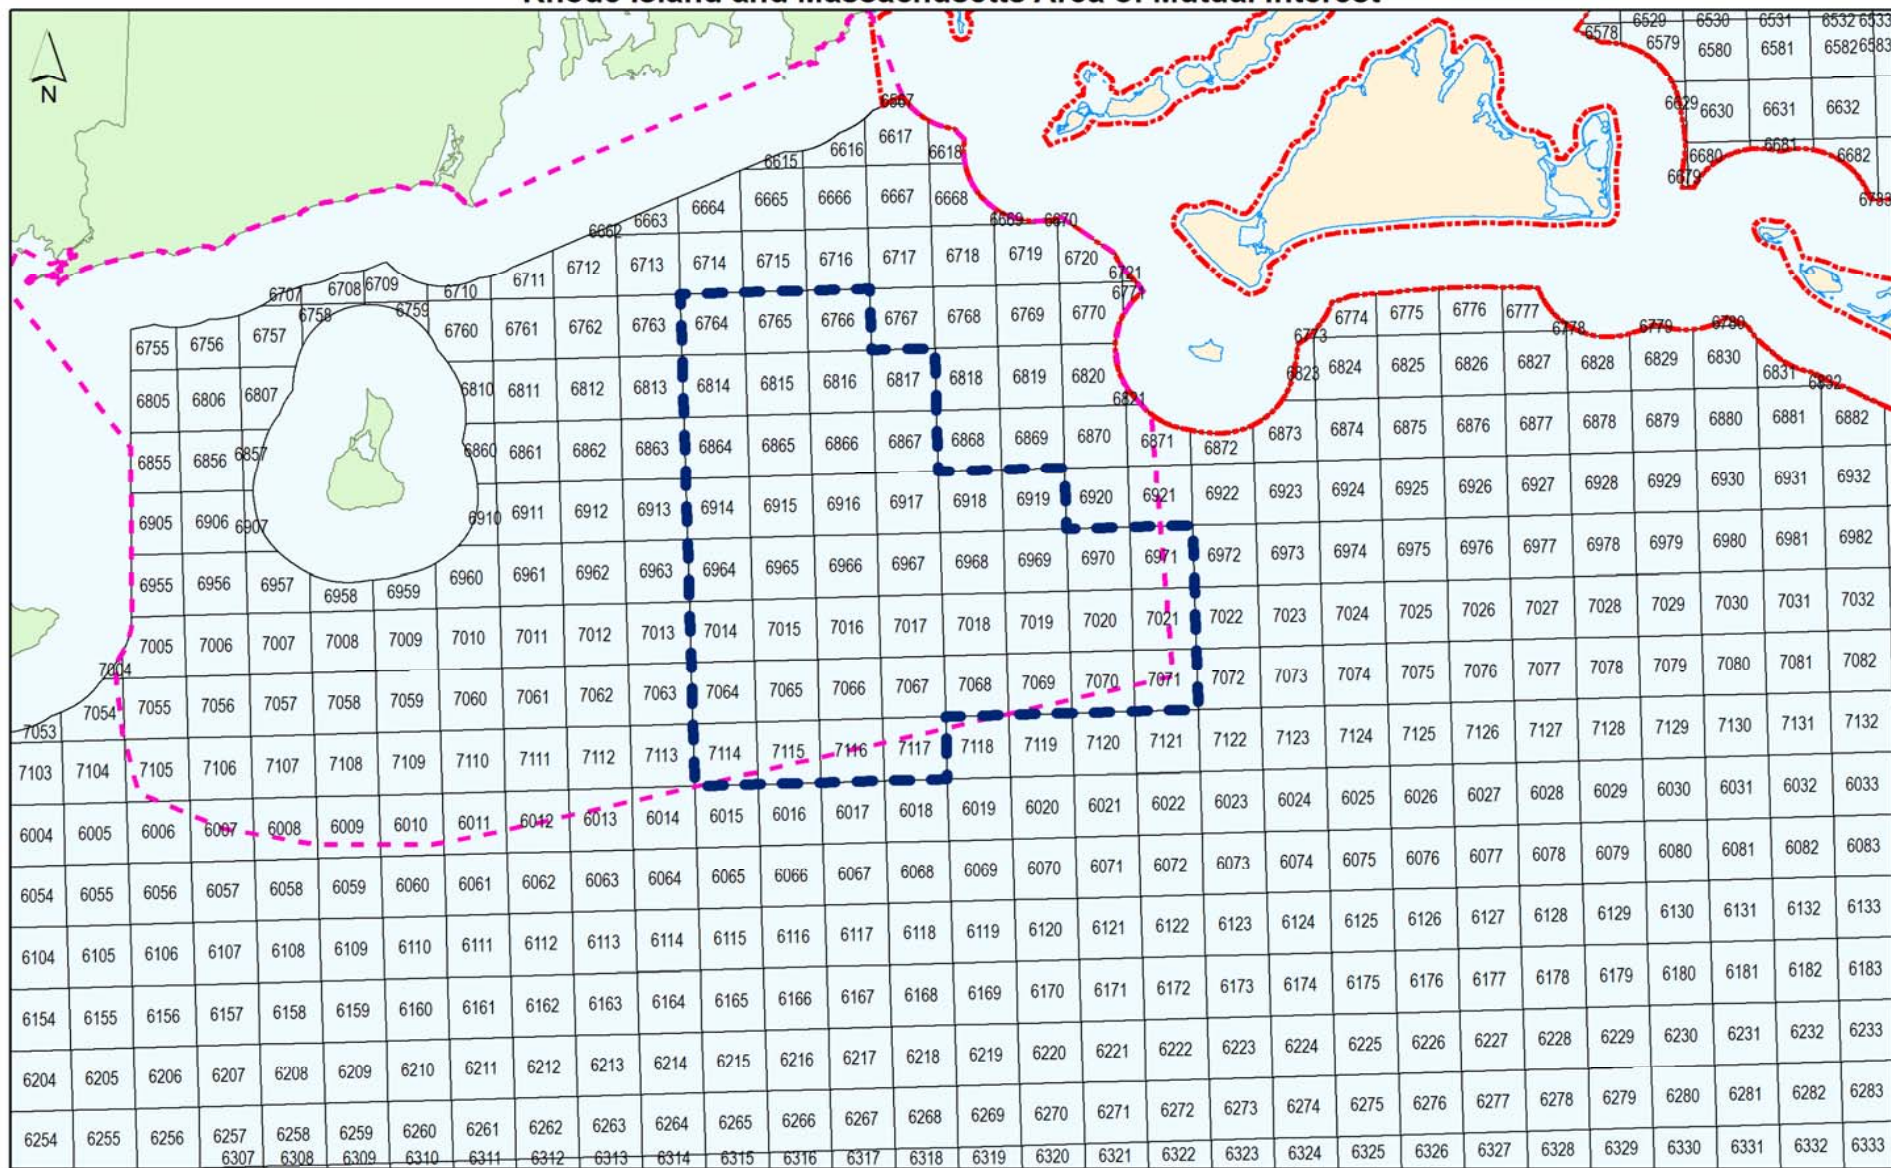 Rhode Island and Massachusetts Area of Mutual Interest
6529 6530 6531 6532 6533
N 6578 6579 6580 6581 6582 6583
6567 6629 6630 6631 6632
6615 6616 6617 6618 6680 6681 6682
6679
6662 6663 6664 6665 6666 6667 6668 6669 6670 6733
6707 6708 6709 6710 6711 6712 6713 6714 6715 6716 6717 6718 6719 6720 6721
6771
6755 6756 6757 6758 6759 6760 6761 6762 6763 6764 6765 6766 6767 6768 6769 6770 6773 6774 6775 6776 6777 6778 6779 6780
6805 6806 6807 6810 6811 6812 6813 6814 6815 6816 6817 6818 6819 6820 6821 6823 6824 6825 6826 6827 6828 6829 6830 6831 6832
6855 6856 6857 6860 6861 6862 6863 6864 6865 6866 6867 6868 6869 6870 6871 6872 6873 6874 6875 6876 6877 6878 6879 6880 6881 6882
6905 6906 6907 6910 6911 6912 6913 6914 6915 6916 6917 6918 6919 6920 6921 6922 6923 6924 6925 6926 6927 6928 6929 6930 6931 6932
6955 6956 6957 6958 6959 6960 6961 6962 6963 6964 6965 6966 6967 6968 6969 6970 6971 6972 6973 6974 6975 6976 6977 6978 6979 6980 6981 6982
7004 7005 7006 7007 7008 7009 7010 7011 7012 7013 7014 7015 7016 7017 7018 7019 7020 7021 7022 7023 7024 7025 7026 7027 7028 7029 7030 7031 7032
7053 7054 7055 7056 7057 7058 7059 7060 7061 7062 7063 7064 7065 7066 7067 7068 7069 7070 7071 7072 7073 7074 7075 7076 7077 7078 7079 7080 7081 7082
7103 7104 7105 7106 7107 7108 7109 7110 7111 7112 7113 7114 7115 7116 7117 7118 7119 7120 7121 7122 7123 7124 7125 7126 7127 7128 7129 7130 7131 7132
6004 6005 6006 6007 6008 6009 6010 6011 6012 6013 6014 6015 6016 6017 6018 6019 6020 6021 6022 6023 6024 6025 6026 6027 6028 6029 6030 6031 6032 6033
6054 6055 6056 6057 6058 6059 6060 6061 6062 6063 6064 6065 6066 6067 6068 6069 6070 6071 6072 6073 6074 6075 6076 6077 6078 6079 6080 6081 6082 6083
6104 6105 6106 6107 6108 6109 6110 6111 6112 6113 6114 6115 6116 6117 6118 6119 6120 6121 6122 6123 6124 6125 6126 6127 6128 6129 6130 6131 6132 6133
6154 6155 6156 6157 6158 6159 6160 6161 6162 6163 6164 6165 6166 6167 6168 6169 6170 6171 6172 6173 6174 6175 6176 6177 6178 6179 6180 6181 6182 6183
6204 6205 6206 6207 6208 6209 6210 6211 6212 6213 6214 6215 6216 6217 6218 6219 6220 6221 6222 6223 6224 6225 6226 6227 6228 6229 6230 6231 6232 6233
6254 6255 6256 6257 6258 6259 6260 6261 6262 6263 6264 6265 6266 6267 6268 6269 6270 6271 6272 6273 6274 6275 6276 6277 6278 6279 6280 6281 6282 6283
6307 6308 6309 6310 6311 6312 6313 6314 6315 6316 6317 6318 6319 6320 6321 6322 6323 6324 6325 6326 6327 6328 6329 6330 6331 6332 6333